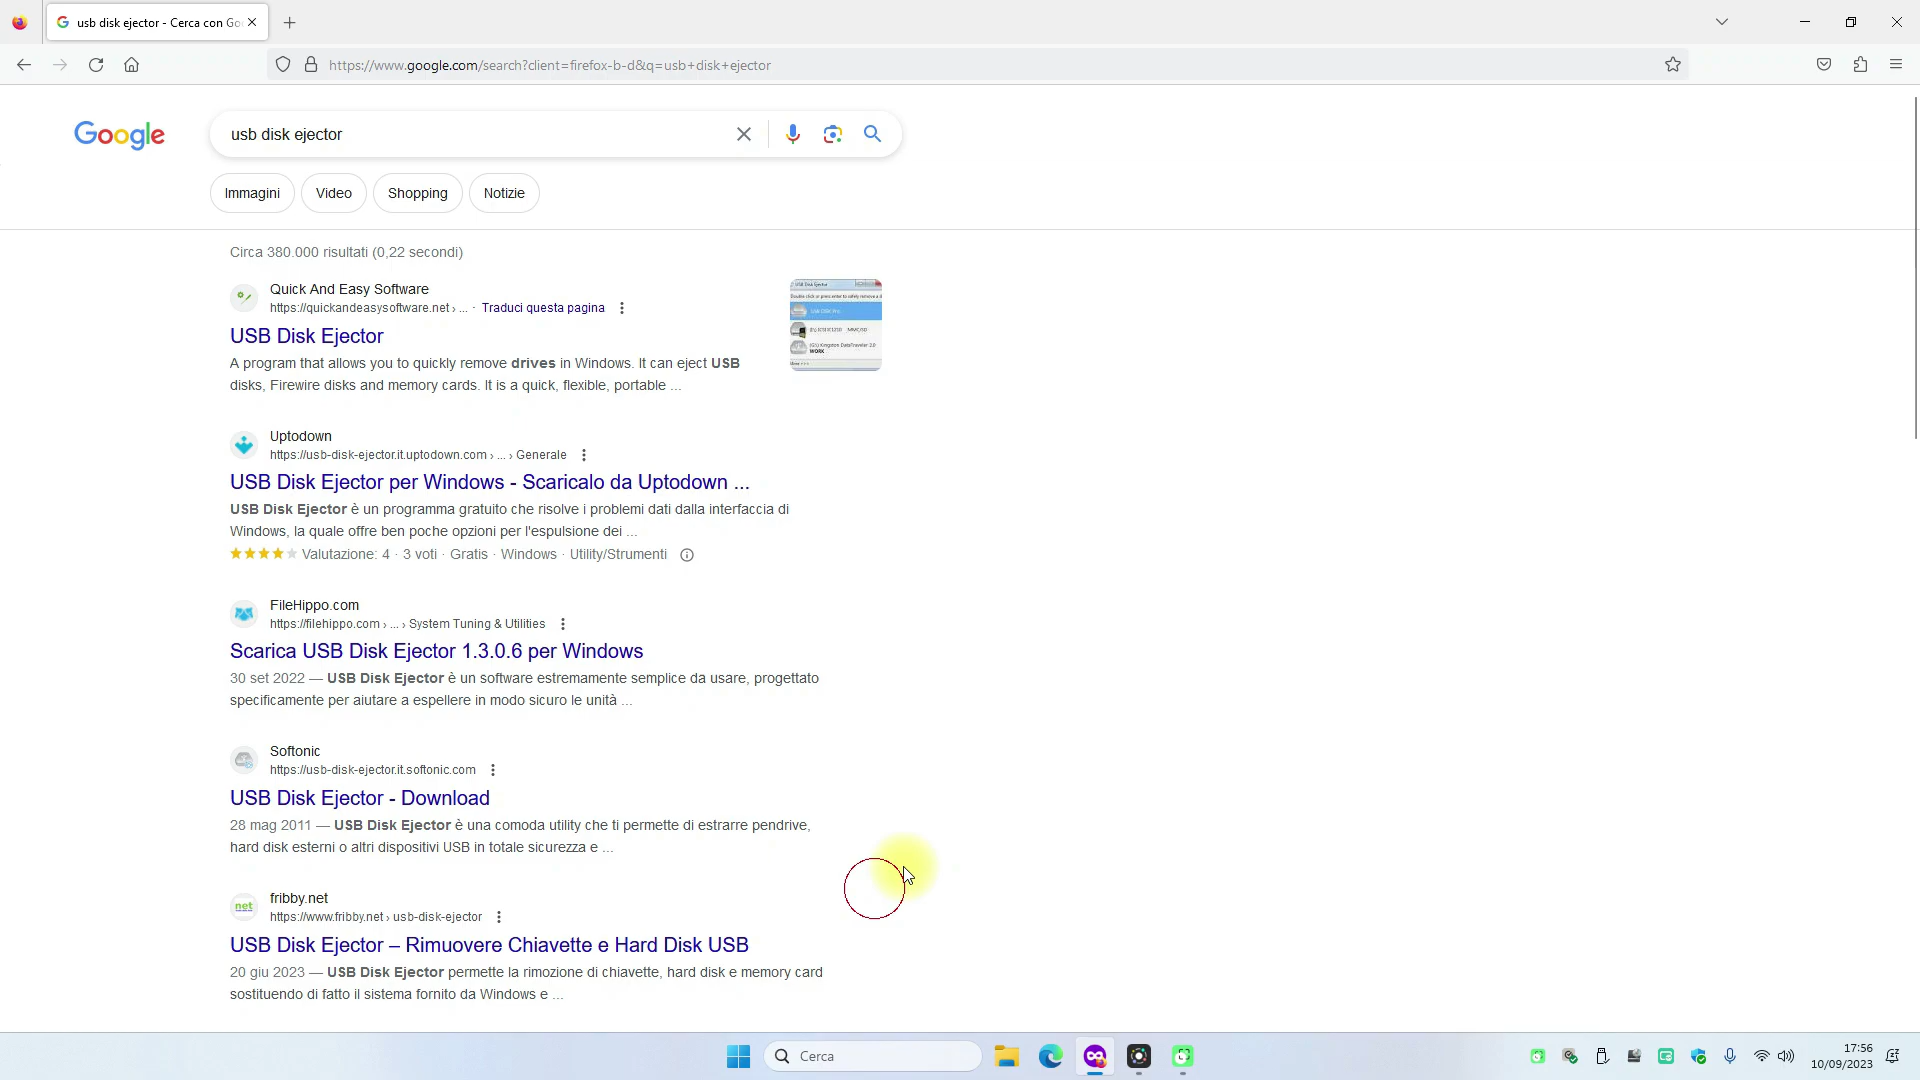 usb disk ejector - Cerca con Go
https://www.google.com/search?client=firefox-b-d&q=usb+disk+ejector
Google
usb disk ejector
Immagini
Video
Shopping
Notizie
Circa 380.000 risultati (0,22 secondi)
Quick And Easy Software
https://quickandeasysoftware.net › ... · Traduci questa pagina
USB Disk Ejector
A program that allows you to quickly remove drives in Windows. It can eject USB
disks, Firewire disks and memory cards. It is a quick, flexible, portable ...
USB Disk Ejector
Uptodown
https://usb-disk-ejector.it.uptodown.com › ... › Generale
USB Disk Ejector per Windows - Scaricalo da Uptodown ...
USB Disk Ejector è un programma gratuito che risolve i problemi dati dalla interfaccia di
Windows, la quale offre ben poche opzioni per l'espulsione dei ...
Valutazione: 4 · 3 voti · Gratis · Windows · Utility/Strumenti
FileHippo.com
https://filehippo.com › ... › System Tuning & Utilities
Scarica USB Disk Ejector 1.3.0.6 per Windows
30 set 2022 — USB Disk Ejector è un software estremamente semplice da usare, progettato
specificamente per aiutare a espellere in modo sicuro le unità ...
Softonic
https://usb-disk-ejector.it.softonic.com
USB Disk Ejector - Download
28 mag 2011 — USB Disk Ejector è una comoda utility che ti permette di estrarre pendrive,
hard disk esterni o altri dispositivi USB in totale sicurezza e ...
net
fribby.net
https://www.fribby.net › usb-disk-ejector
USB Disk Ejector – Rimuovere Chiavette e Hard Disk USB
20 giu 2023 — USB Disk Ejector permette la rimozione di chiavette, hard disk e memory card
sostituendo di fatto il sistema fornito da Windows e ...
Cerca
17:56
10/09/2023